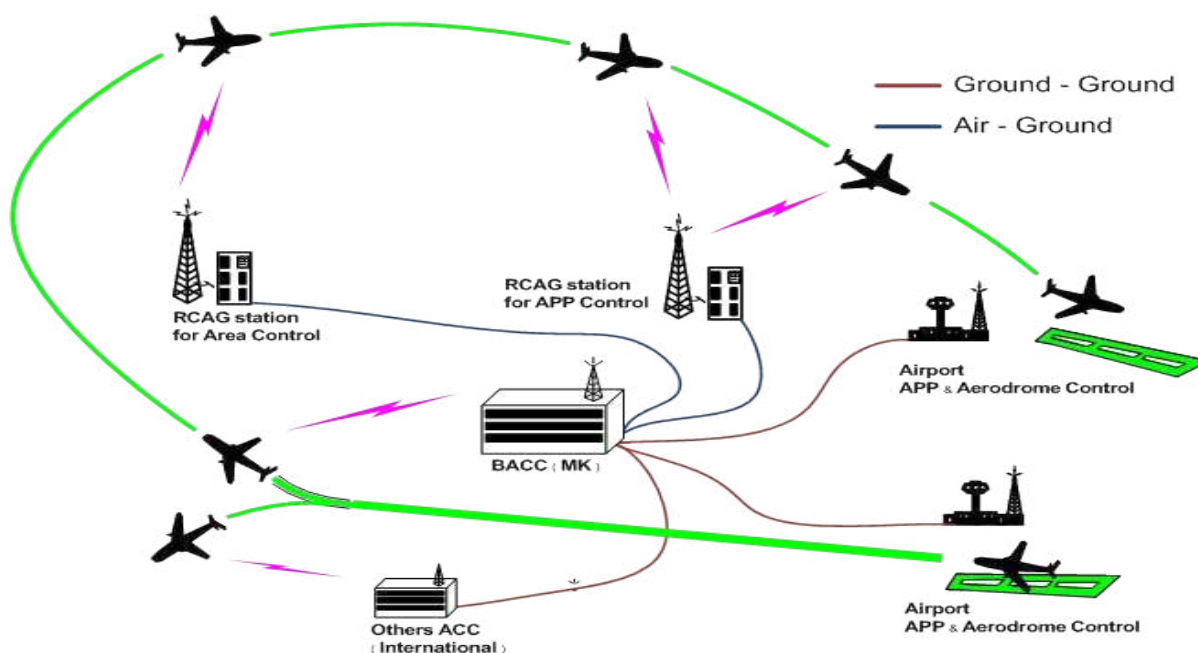 Ground - Ground
Air - Ground
RCAG station
for APP Control
RCAG station
for Area Control
Airport
APP & Aerodrome Control
BACC ( MK )
Others ACC
( International )
Airport
APP & Aerodrome Control